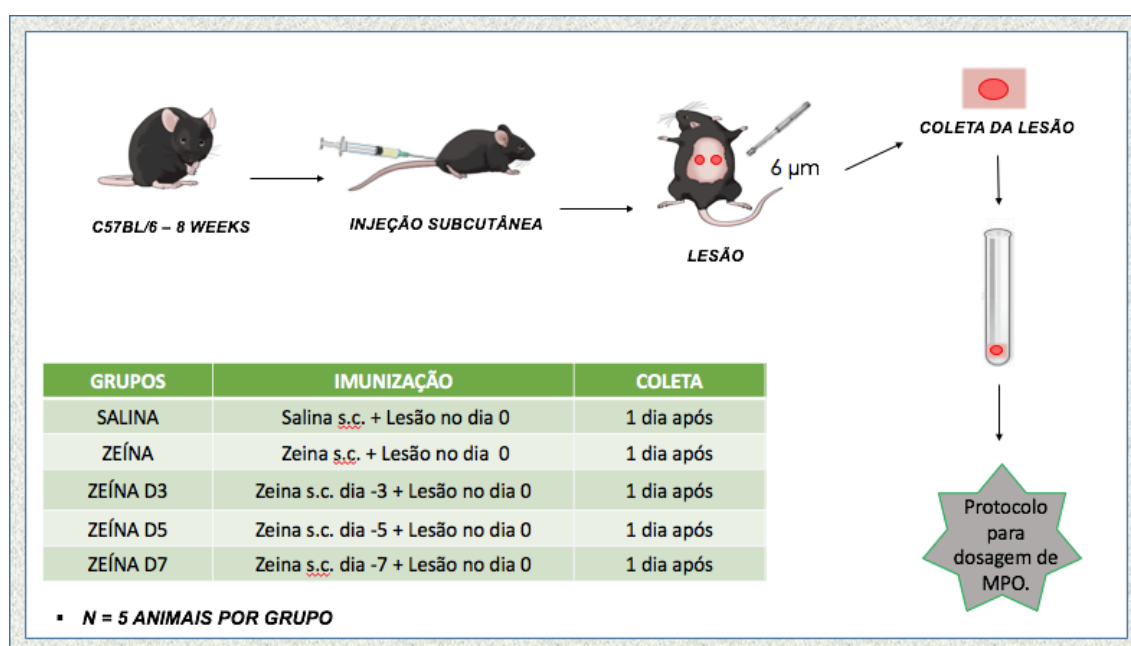 C57BL/6 – 8 WEEKS
INJEÇÃO SUBCUTÂNEA
LESÃO
6 µm
COLETA DA LESÃO
GRUPOS IMUNIZAÇÃO COLETA
SALINA Salina s.c. + Lesão no dia 0 1 dia após
ZEÍNA Zeina s.c. + Lesão no dia 0 1 dia após
ZEÍNA D3 Zeina s.c. dia -3 + Lesão no dia 0 1 dia após
ZEÍNA D5 Zeina s.c. dia -5 + Lesão no dia 0 1 dia após
ZEÍNA D7 Zeina s.c. dia -7 + Lesão no dia 0 1 dia após
Protocolo
para
dosagem de
MPO.
▪ N = 5 ANIMAIS POR GRUPO